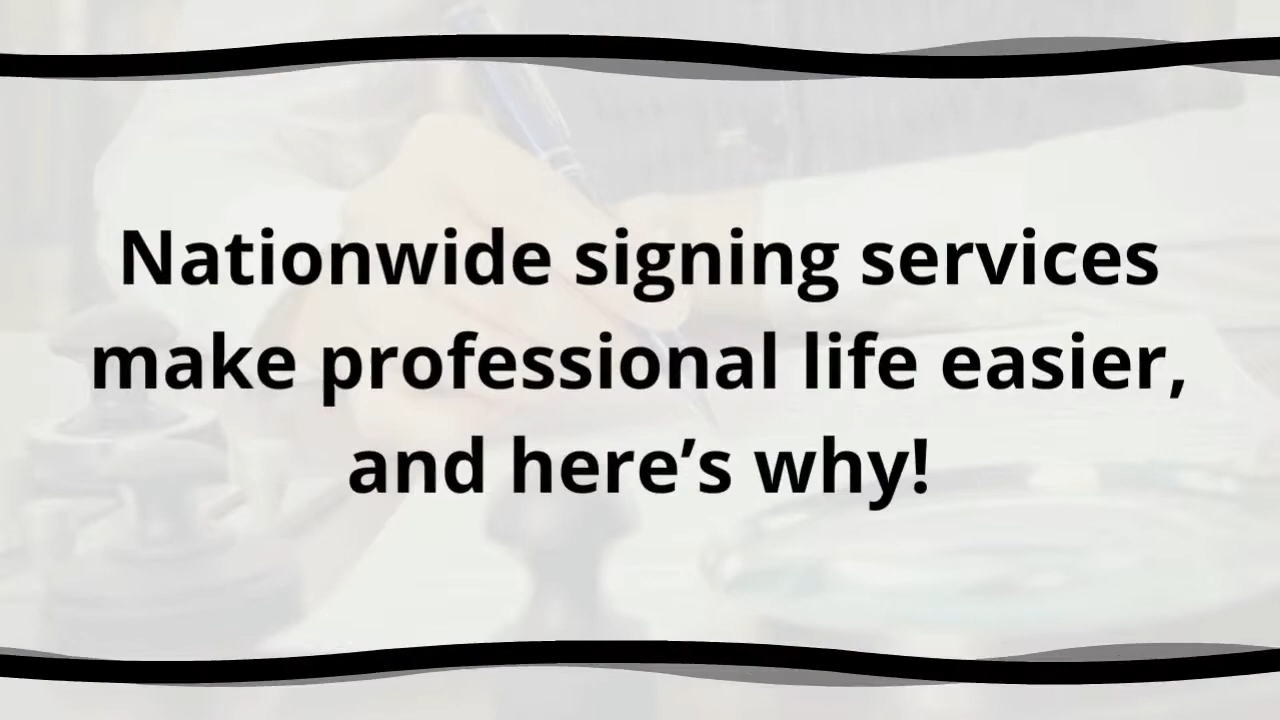 Nationwide signing services
make professional life easier,
and here’s why!